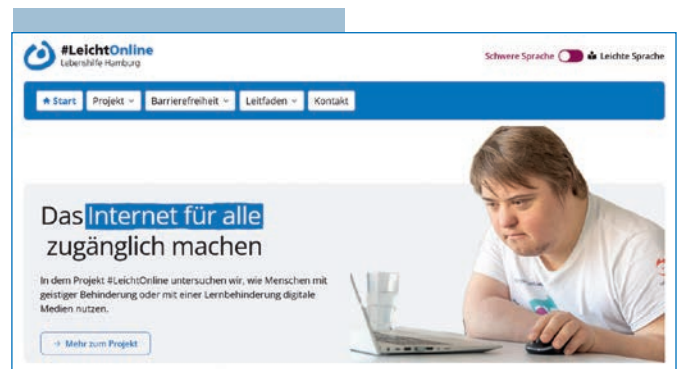 #LeichtOnline
Lebenshilfe Hamburg
Schwere Sprache Leichte Sprache
Start Projekt Barrierefreiheit Leitfaden Kontakt
Das Internet für alle
zugänglich machen
In dem Projekt #LeichtOnline untersuchen wir, wie Menschen mit
geistiger Behinderung oder mit einer Lernbehinderung digitale
Medien nutzen.
→ Mehr zum Projekt